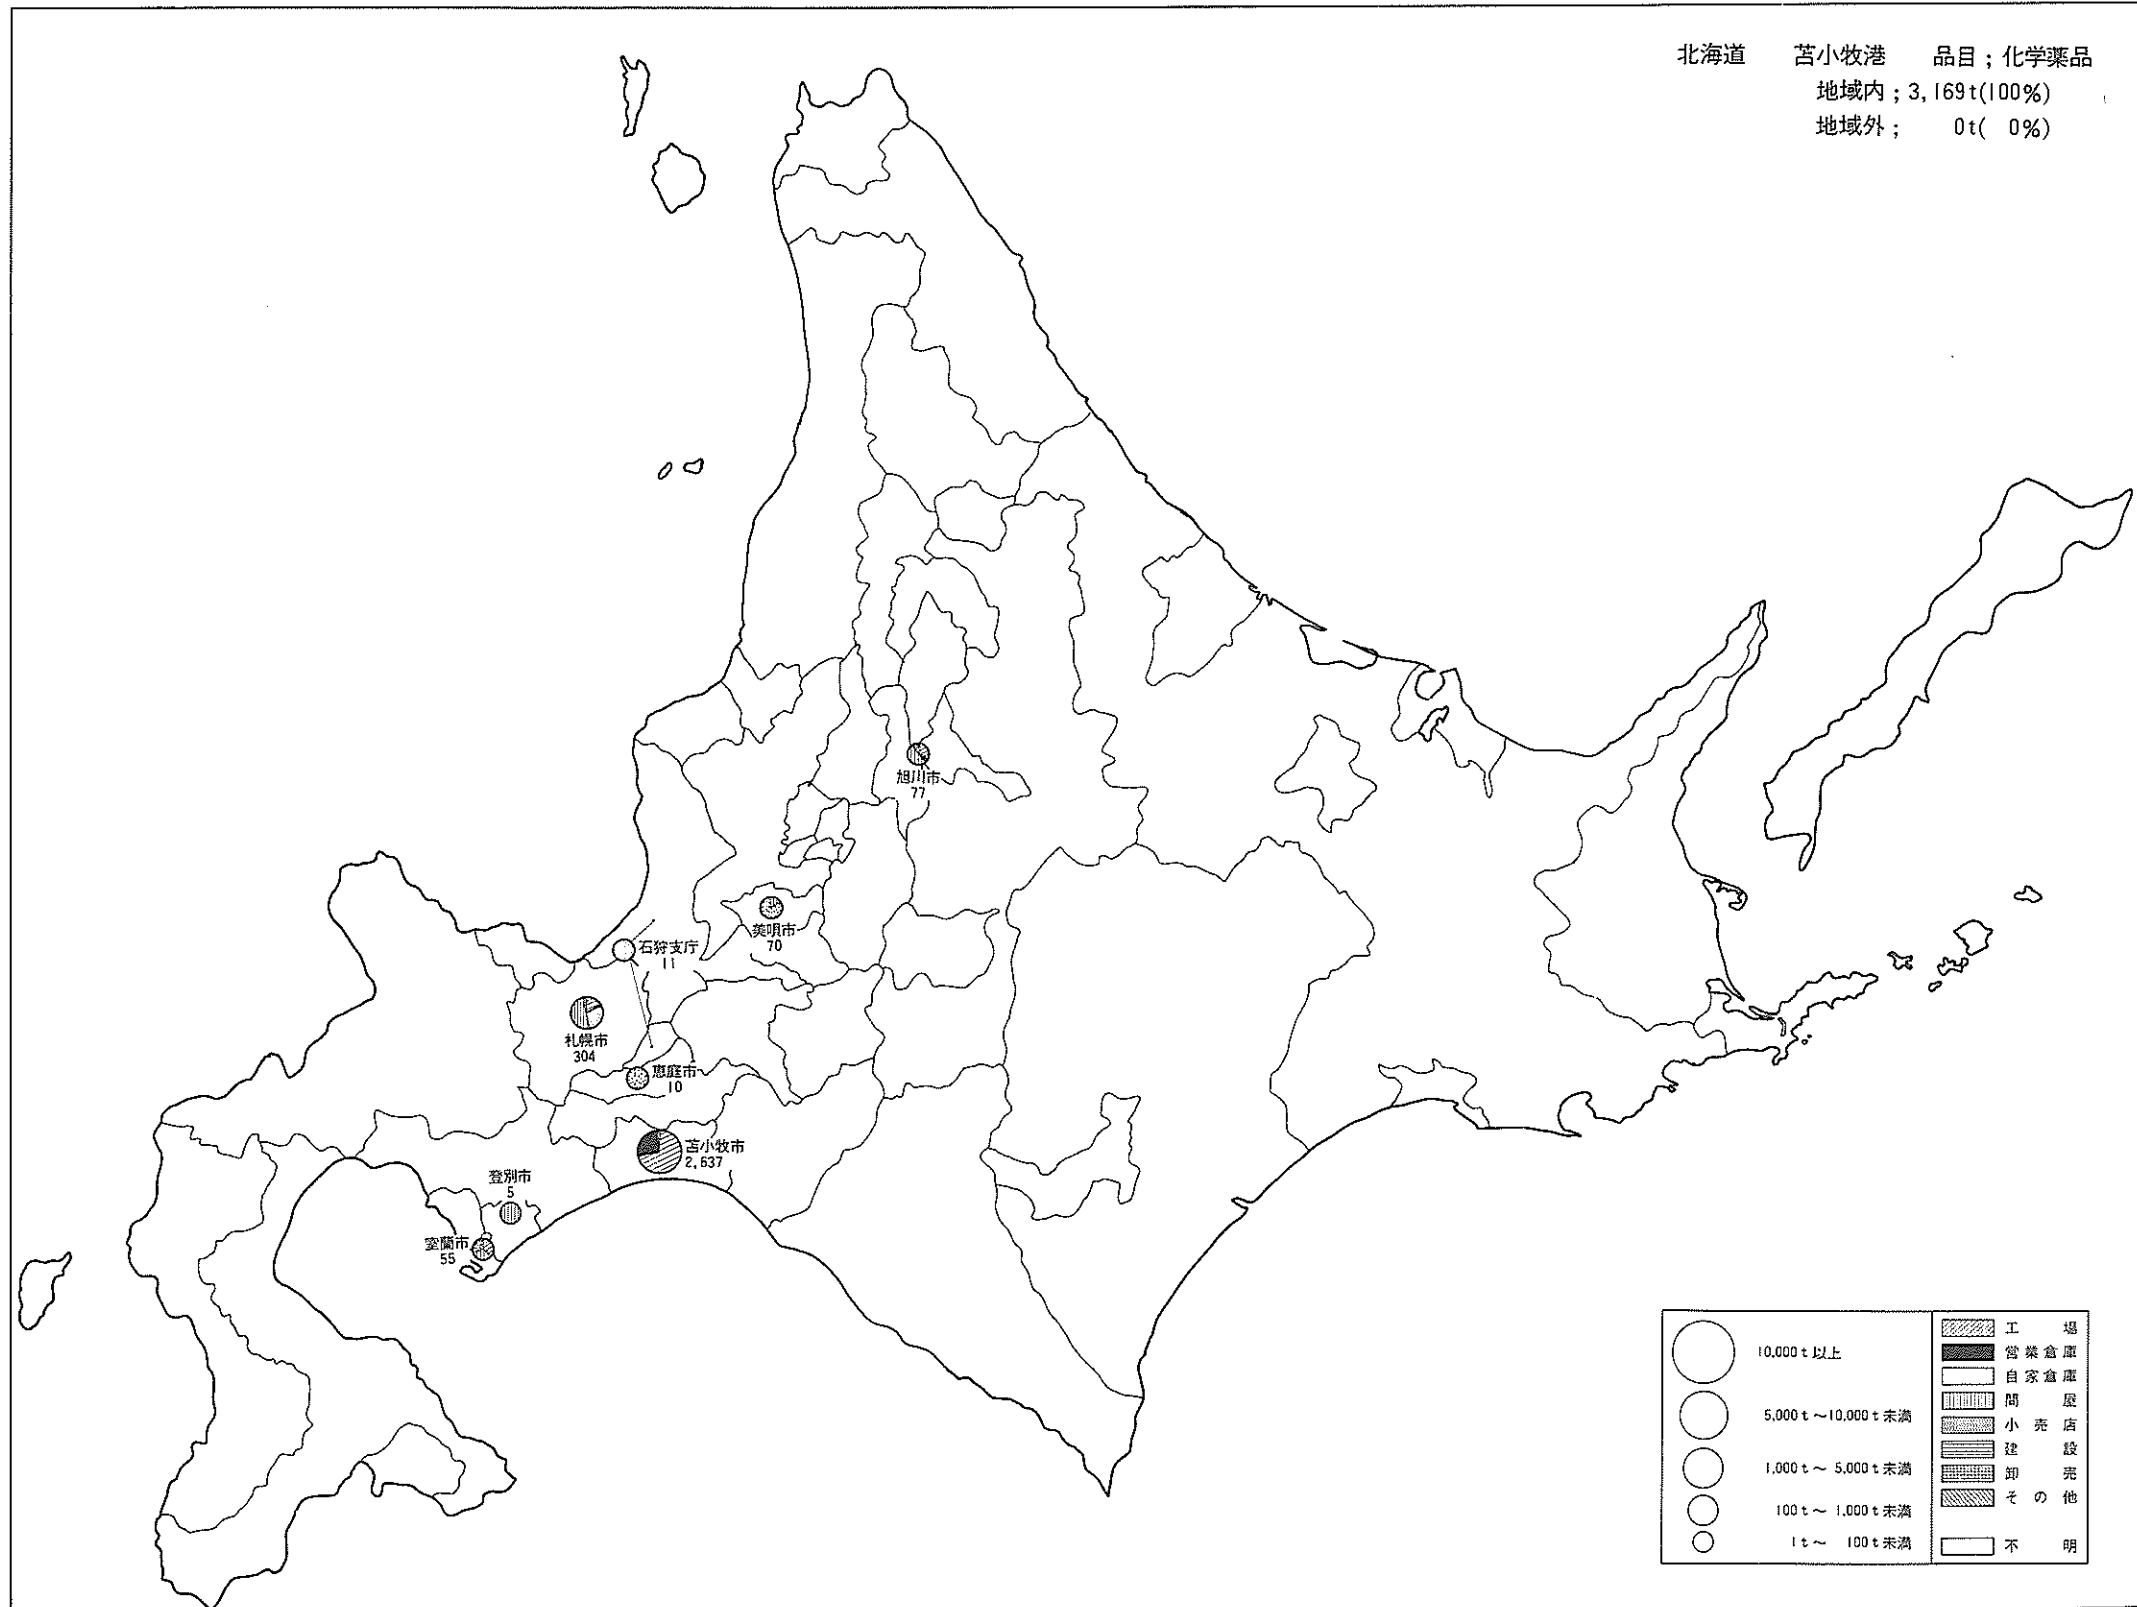 北海道　苫小牧港　品目；化学薬品
地域内；3,169t(100%)
地域外；　0t(　0%)
旭川市
77
美唄市
70
石狩支庁
11
札幌市
304
恵庭市
10
苫小牧市
2,637
登別市
5
室蘭市
55
10,000t以上
5,000t～10,000t未満
1,000t～5,000t未満
100t～1,000t未満
1t～100t未満
工場
営業倉庫
自家倉庫
問屋
小売店
建設
卸売
その他
不明